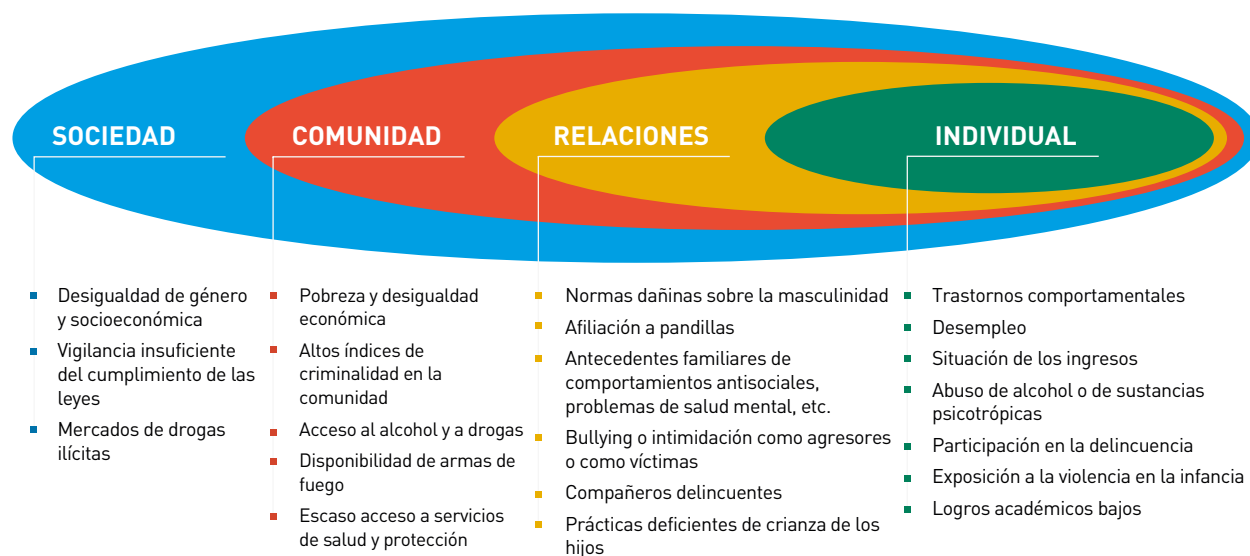 SOCIEDAD
COMUNIDAD
RELACIONES
INDIVIDUAL
Desigualdad de género
y socioeconómica
Vigilancia insuficiente
del cumplimiento de las
leyes
Mercados de drogas
ilícitas
Pobreza y desigualdad
económica
Altos índices de
criminalidad en la
comunidad
Acceso al alcohol y a drogas
Disponibilidad de armas de
fuego
Escaso acceso a servicios
de salud y protección
Normas dañinas sobre la masculinidad
Afiliación a pandillas
Antecedentes familiares de
comportamientos antisociales,
problemas de salud mental, etc.
Bullying o intimidación como agresores
o como víctimas
Compañeros delincuentes
Prácticas deficientes de crianza de los
hijos
Trastornos comportamentales
Desempleo
Situación de los ingresos
Abuso de alcohol o de sustancias
psicotrópicas
Participación en la delincuencia
Exposición a la violencia en la infancia
Logros académicos bajos